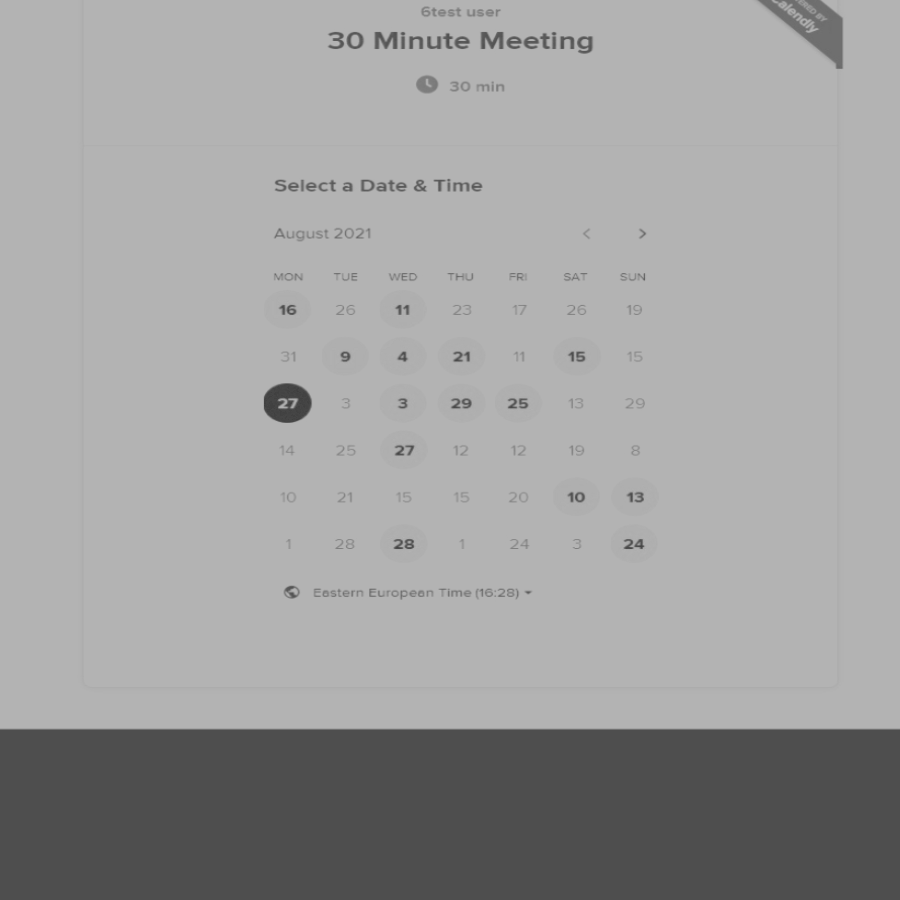 6test user
30 Minute Meeting
30 min
Calendly
Select a Date & Time
August 2021
MON TUE WED THU FRI SAT SUN
16 26 11 23 17 26 19
31 9 4 21 11 15 15
27 3 3 29 25 13 29
14 25 27 12 12 19 8
10 21 15 15 20 10 13
1 28 28 1 24 3 24
Eastern European Time (16:28)